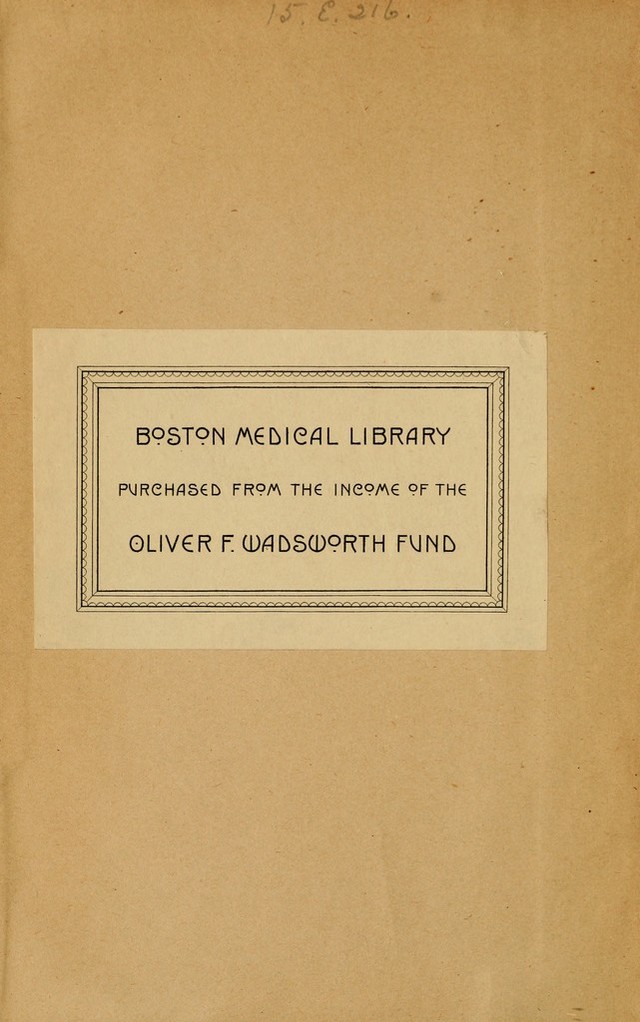 15. E. 216.
BOSTON MEDICAL LIBRARY
PURCHASED FROM THE INCOME OF THE
OLIVER F. WADSWORTH FUND